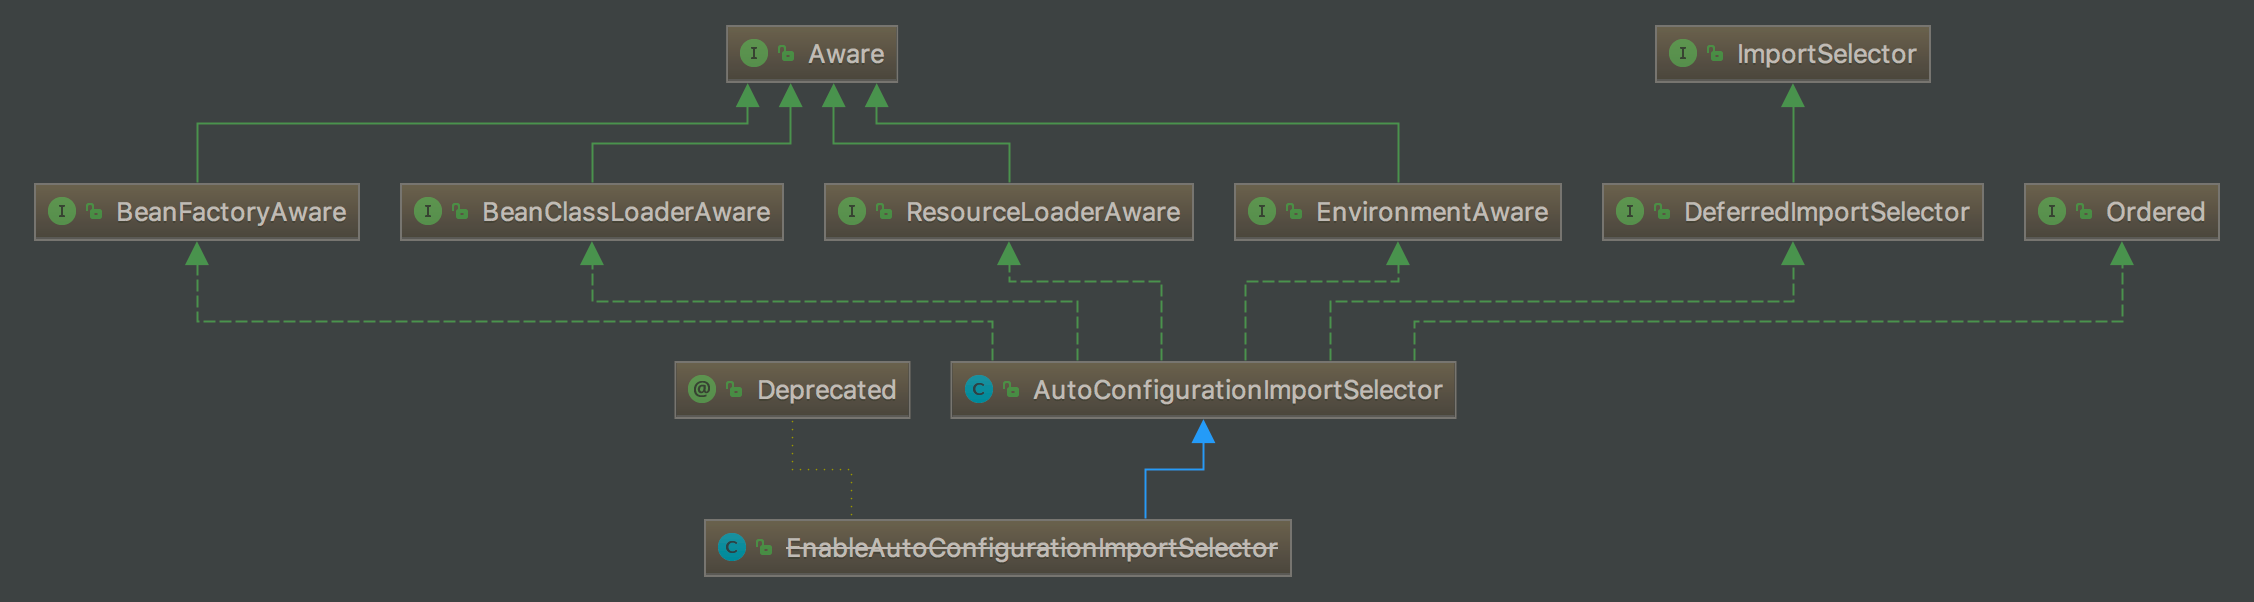 I Aware
I ImportSelector
I BeanFactoryAware
I BeanClassLoaderAware
I ResourceLoaderAware
I EnvironmentAware
I DeferredImportSelector
I Ordered
@ Deprecated
C AutoConfigurationImportSelector
C EnableAutoConfigurationImportSelector